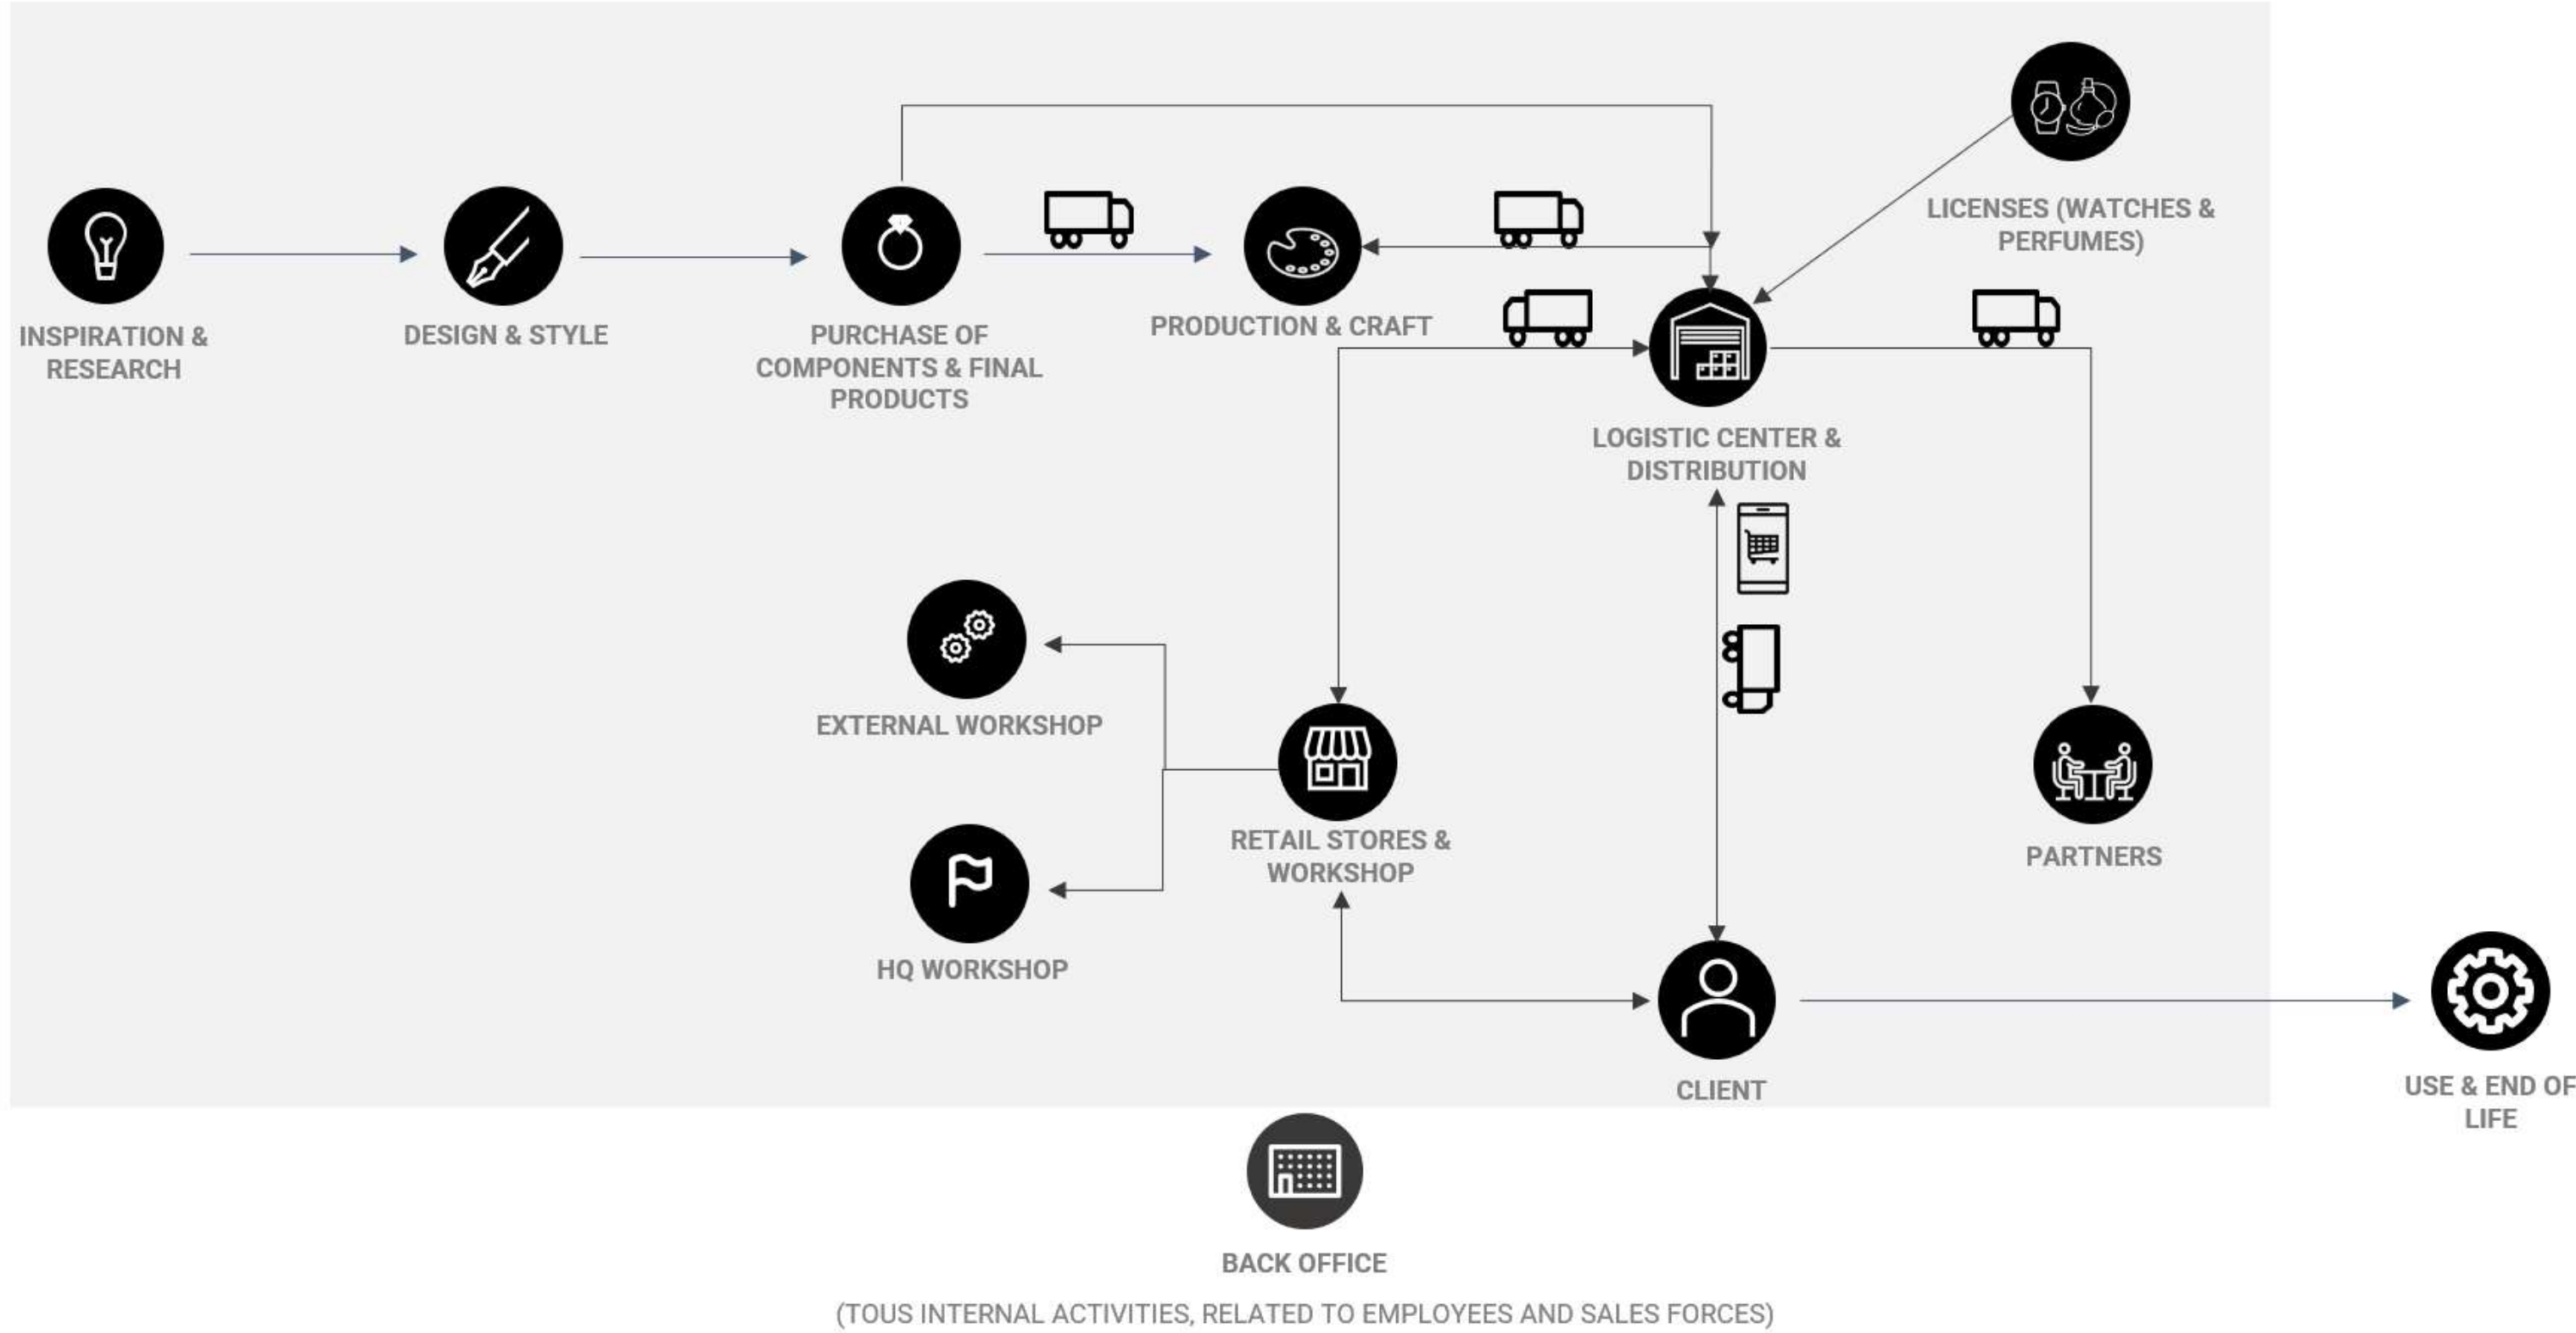 LICENSES (WATCHES &
PERFUMES)
INSPIRATION &
RESEARCH
DESIGN & STYLE
PURCHASE OF
COMPONENTS & FINAL
PRODUCTS
PRODUCTION & CRAFT
LOGISTIC CENTER &
DISTRIBUTION
EXTERNAL WORKSHOP
RETAIL STORES &
WORKSHOP
PARTNERS
HQ WORKSHOP
CLIENT
USE & END OF
LIFE
BACK OFFICE
(TOUS INTERNAL ACTIVITIES, RELATED TO EMPLOYEES AND SALES FORCES)